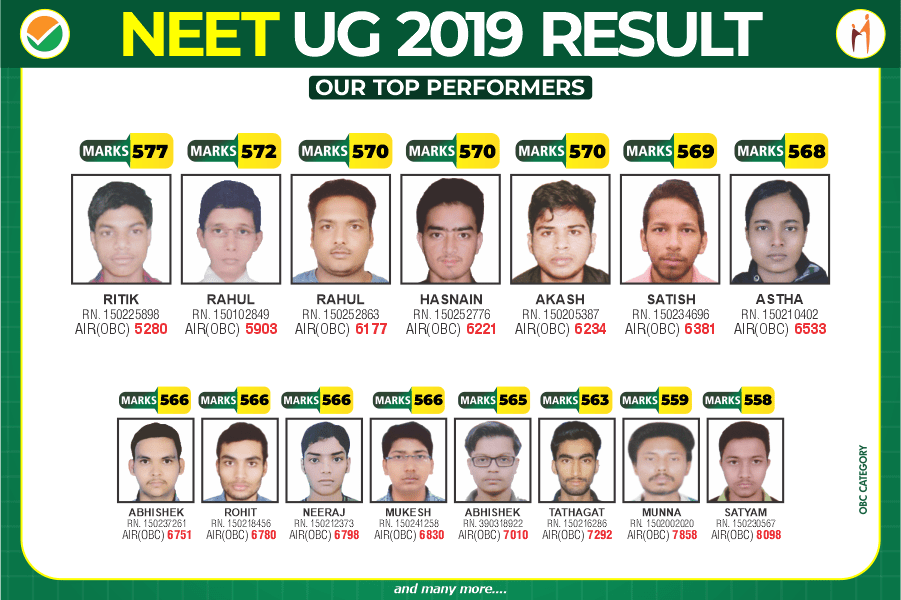 NEET UG 2019 RESULT
OUR TOP PERFORMERS
MARKS 577 MARKS 572 MARKS 570 MARKS 570 MARKS 570 MARKS 569 MARKS 568
RITIK RAHUL RAHUL HASNAIN AKASH SATISH ASTHA
RN. 150225898 RN. 150102849 RN. 150252863 RN. 150252776 RN. 150205387 RN. 150234696 RN. 150210402
AIR(OBC) 5280 AIR(OBC) 5903 AIR(OBC) 6177 AIR(OBC) 6221 AIR(OBC) 6234 AIR(OBC) 6381 AIR(OBC) 6533
MARKS 566 MARKS 566 MARKS 566 MARKS 566 MARKS 565 MARKS 563 MARKS 559 MARKS 558
ABHISHEK ROHIT NEERAJ MUKESH ABHISHEK TATHAGAT MUNNA SATYAM
RN. 150237261 RN. 150218456 RN. 150212373 RN. 150241258 RN. 390318922 RN. 150216286 RN. 1502002020 RN. 150230567
AIR(OBC) 6751 AIR(OBC) 6780 AIR(OBC) 6798 AIR(OBC) 6830 AIR(OBC) 7010 AIR(OBC) 7292 AIR(OBC) 7858 AIR(OBC) 8098
OBC CATEGORY
and many more....